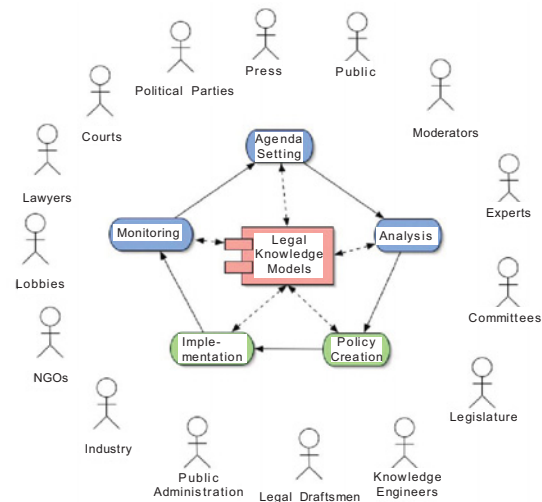 Press
Public
Political Parties
Moderators
Courts
Agenda
Setting
Lawyers
Experts
Monitoring
Legal
Knowledge
Models
Analysis
Lobbies
Committees
Imple-
mentation
Policy
Creation
NGOs
Legislature
Industry
Public
Administration
Legal Draftsmen
Knowledge
Engineers